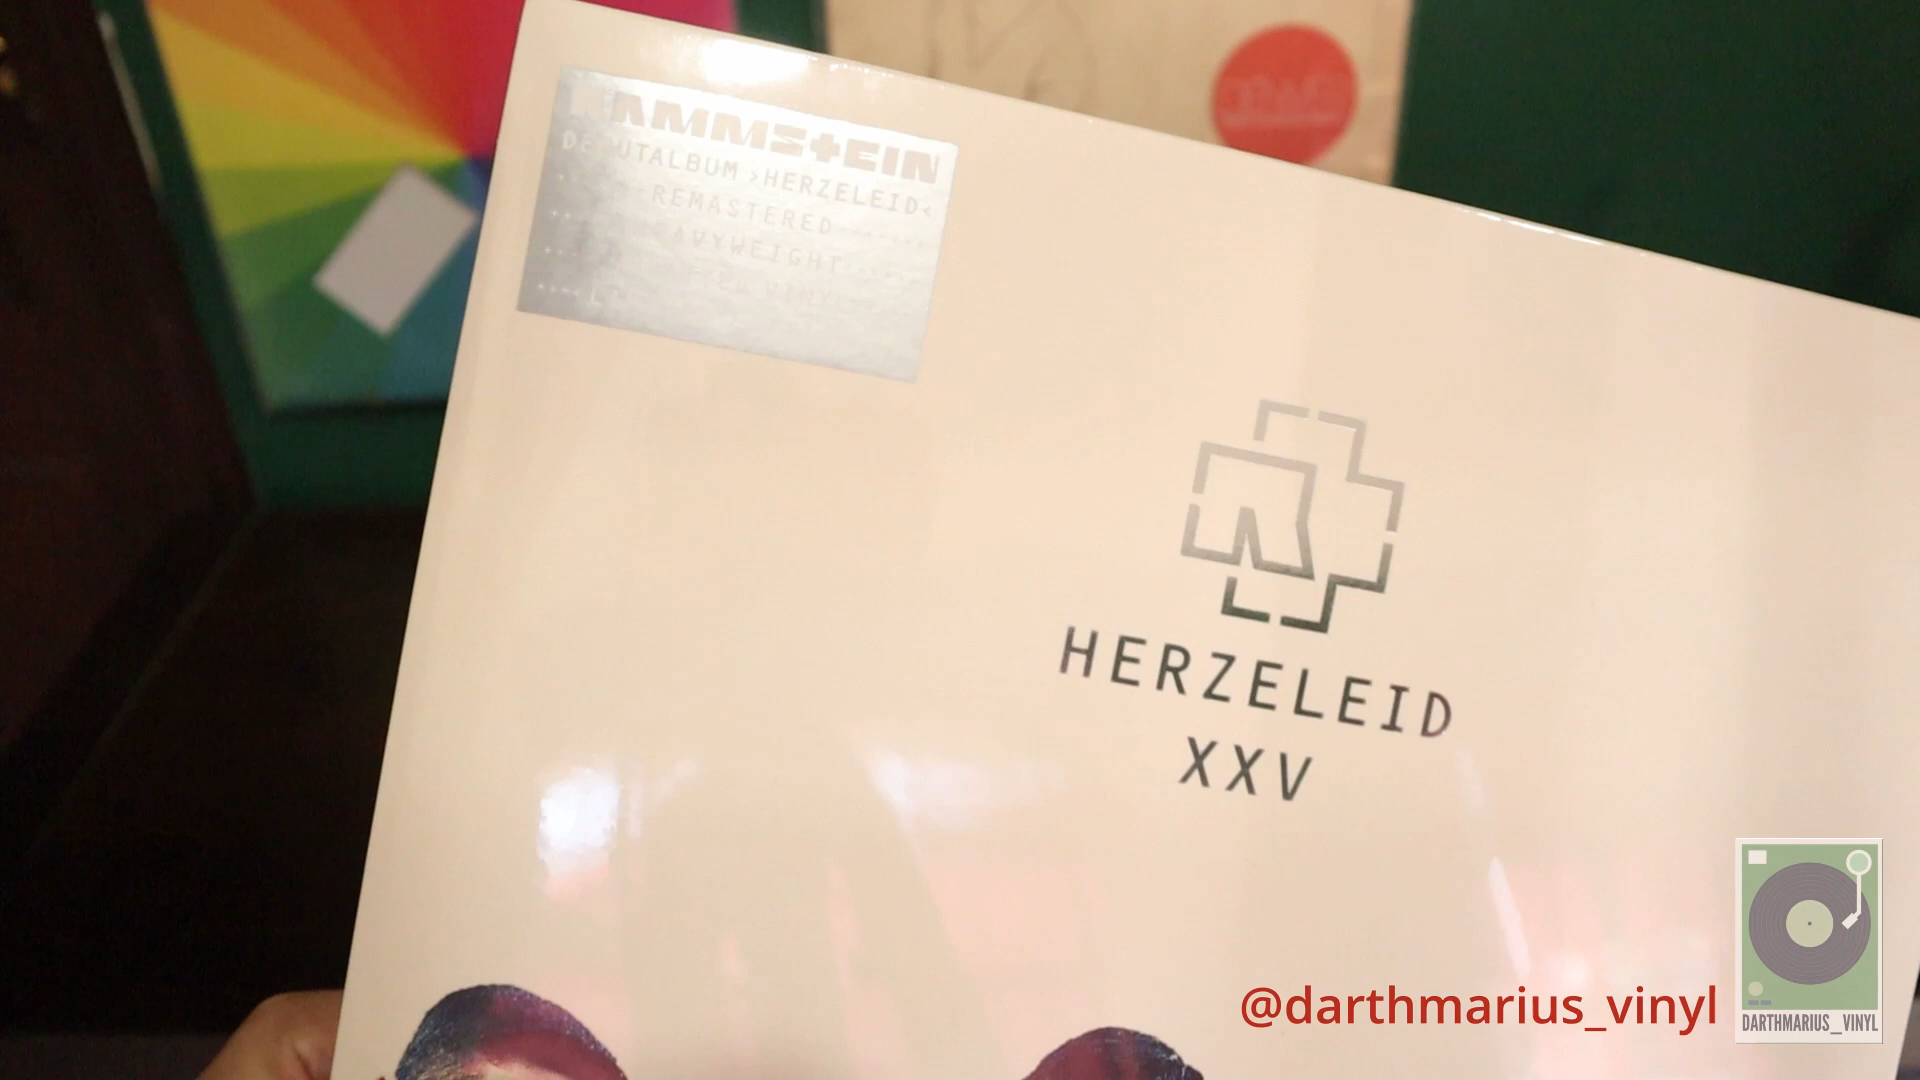 RAMMSTEIN
DEBUTALBUM >HERZELEID<
REMASTERED
HEAVYWEIGHT
VINYL
HERZELEID
XXV
@darthmarius_vinyl
DARTHMARIUS_VINYL